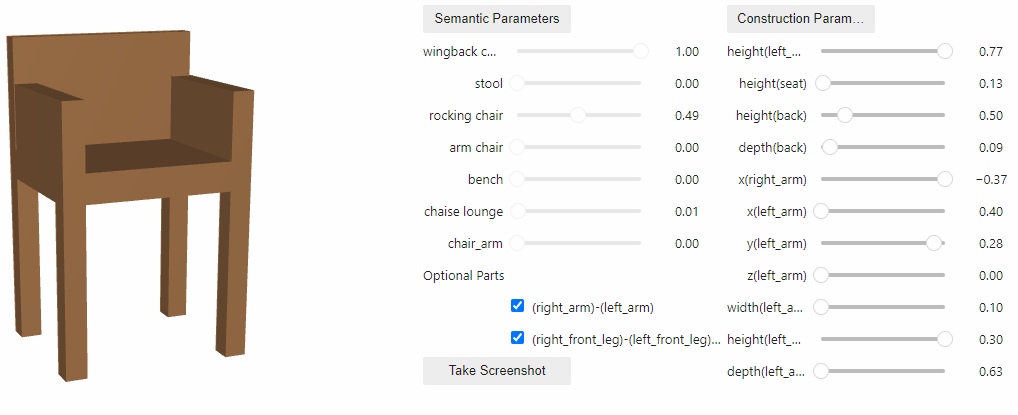 Semantic Parameters
wingback c... 1.00
stool 0.00
rocking chair 0.49
arm chair 0.00
bench 0.00
chaise lounge 0.01
chair_arm 0.00
Optional Parts
(right_arm)-(left_arm)
(right_front_leg)-(left_front_leg)...
Take Screenshot
Construction Param...
height(left_... 0.77
height(seat) 0.13
height(back) 0.50
depth(back) 0.09
x(right_arm) −0.37
x(left_arm) 0.40
y(left_arm) 0.28
z(left_arm) 0.00
width(left_a... 0.10
height(left_... 0.30
depth(left_a... 0.63